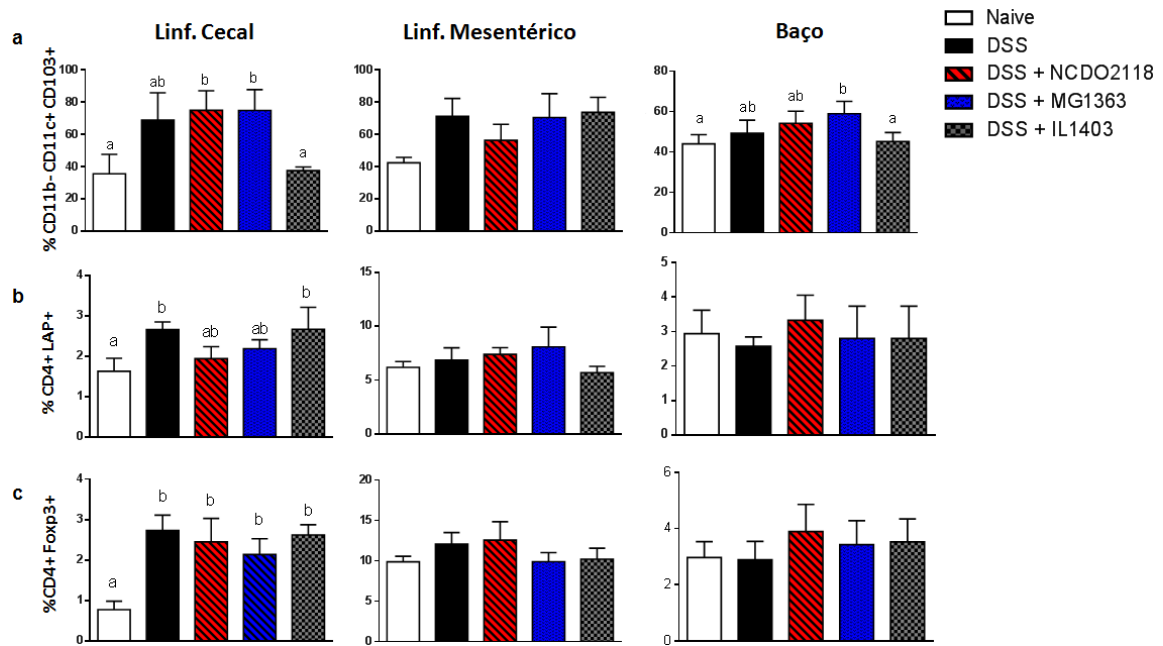 Linf. Cecal
Linf. Mesentérico
Baço
Naive
DSS
DSS + NCDO2118
DSS + MG1363
DSS + IL1403
a
% CD11b- CD11c+ CD103+
100
80
60
40
20
0
a
ab
b
b
a
100
80
60
40
20
0
80
60
40
20
0
a
ab
ab
b
a
b
% CD4+ LAP+
4
3
2
1
0
a
b
ab
ab
b
15
10
5
0
5
4
3
2
1
0
c
%CD4+ Foxp3+
4
3
2
1
0
a
b
b
b
b
20
15
10
5
0
6
4
2
0